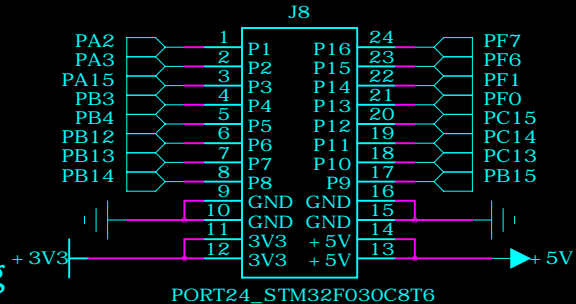 J8
PA2 1 P1 P16 24 PF7
PA3 2 P2 P15 23 PF6
PA15 3 P3 P14 22 PF1
PB3 4 P4 P13 21 PF0
PB4 5 P5 P12 20 PC15
PB12 6 P6 P11 19 PC14
PB13 7 P7 P10 18 PC13
PB14 8 P8 P9 17 PB15
9 GND GND 16
10 GND GND 15
11 3V3 +5V 14
+3V3 12 3V3 +5V 13 +5V
PORT24_STM32F030C8T6